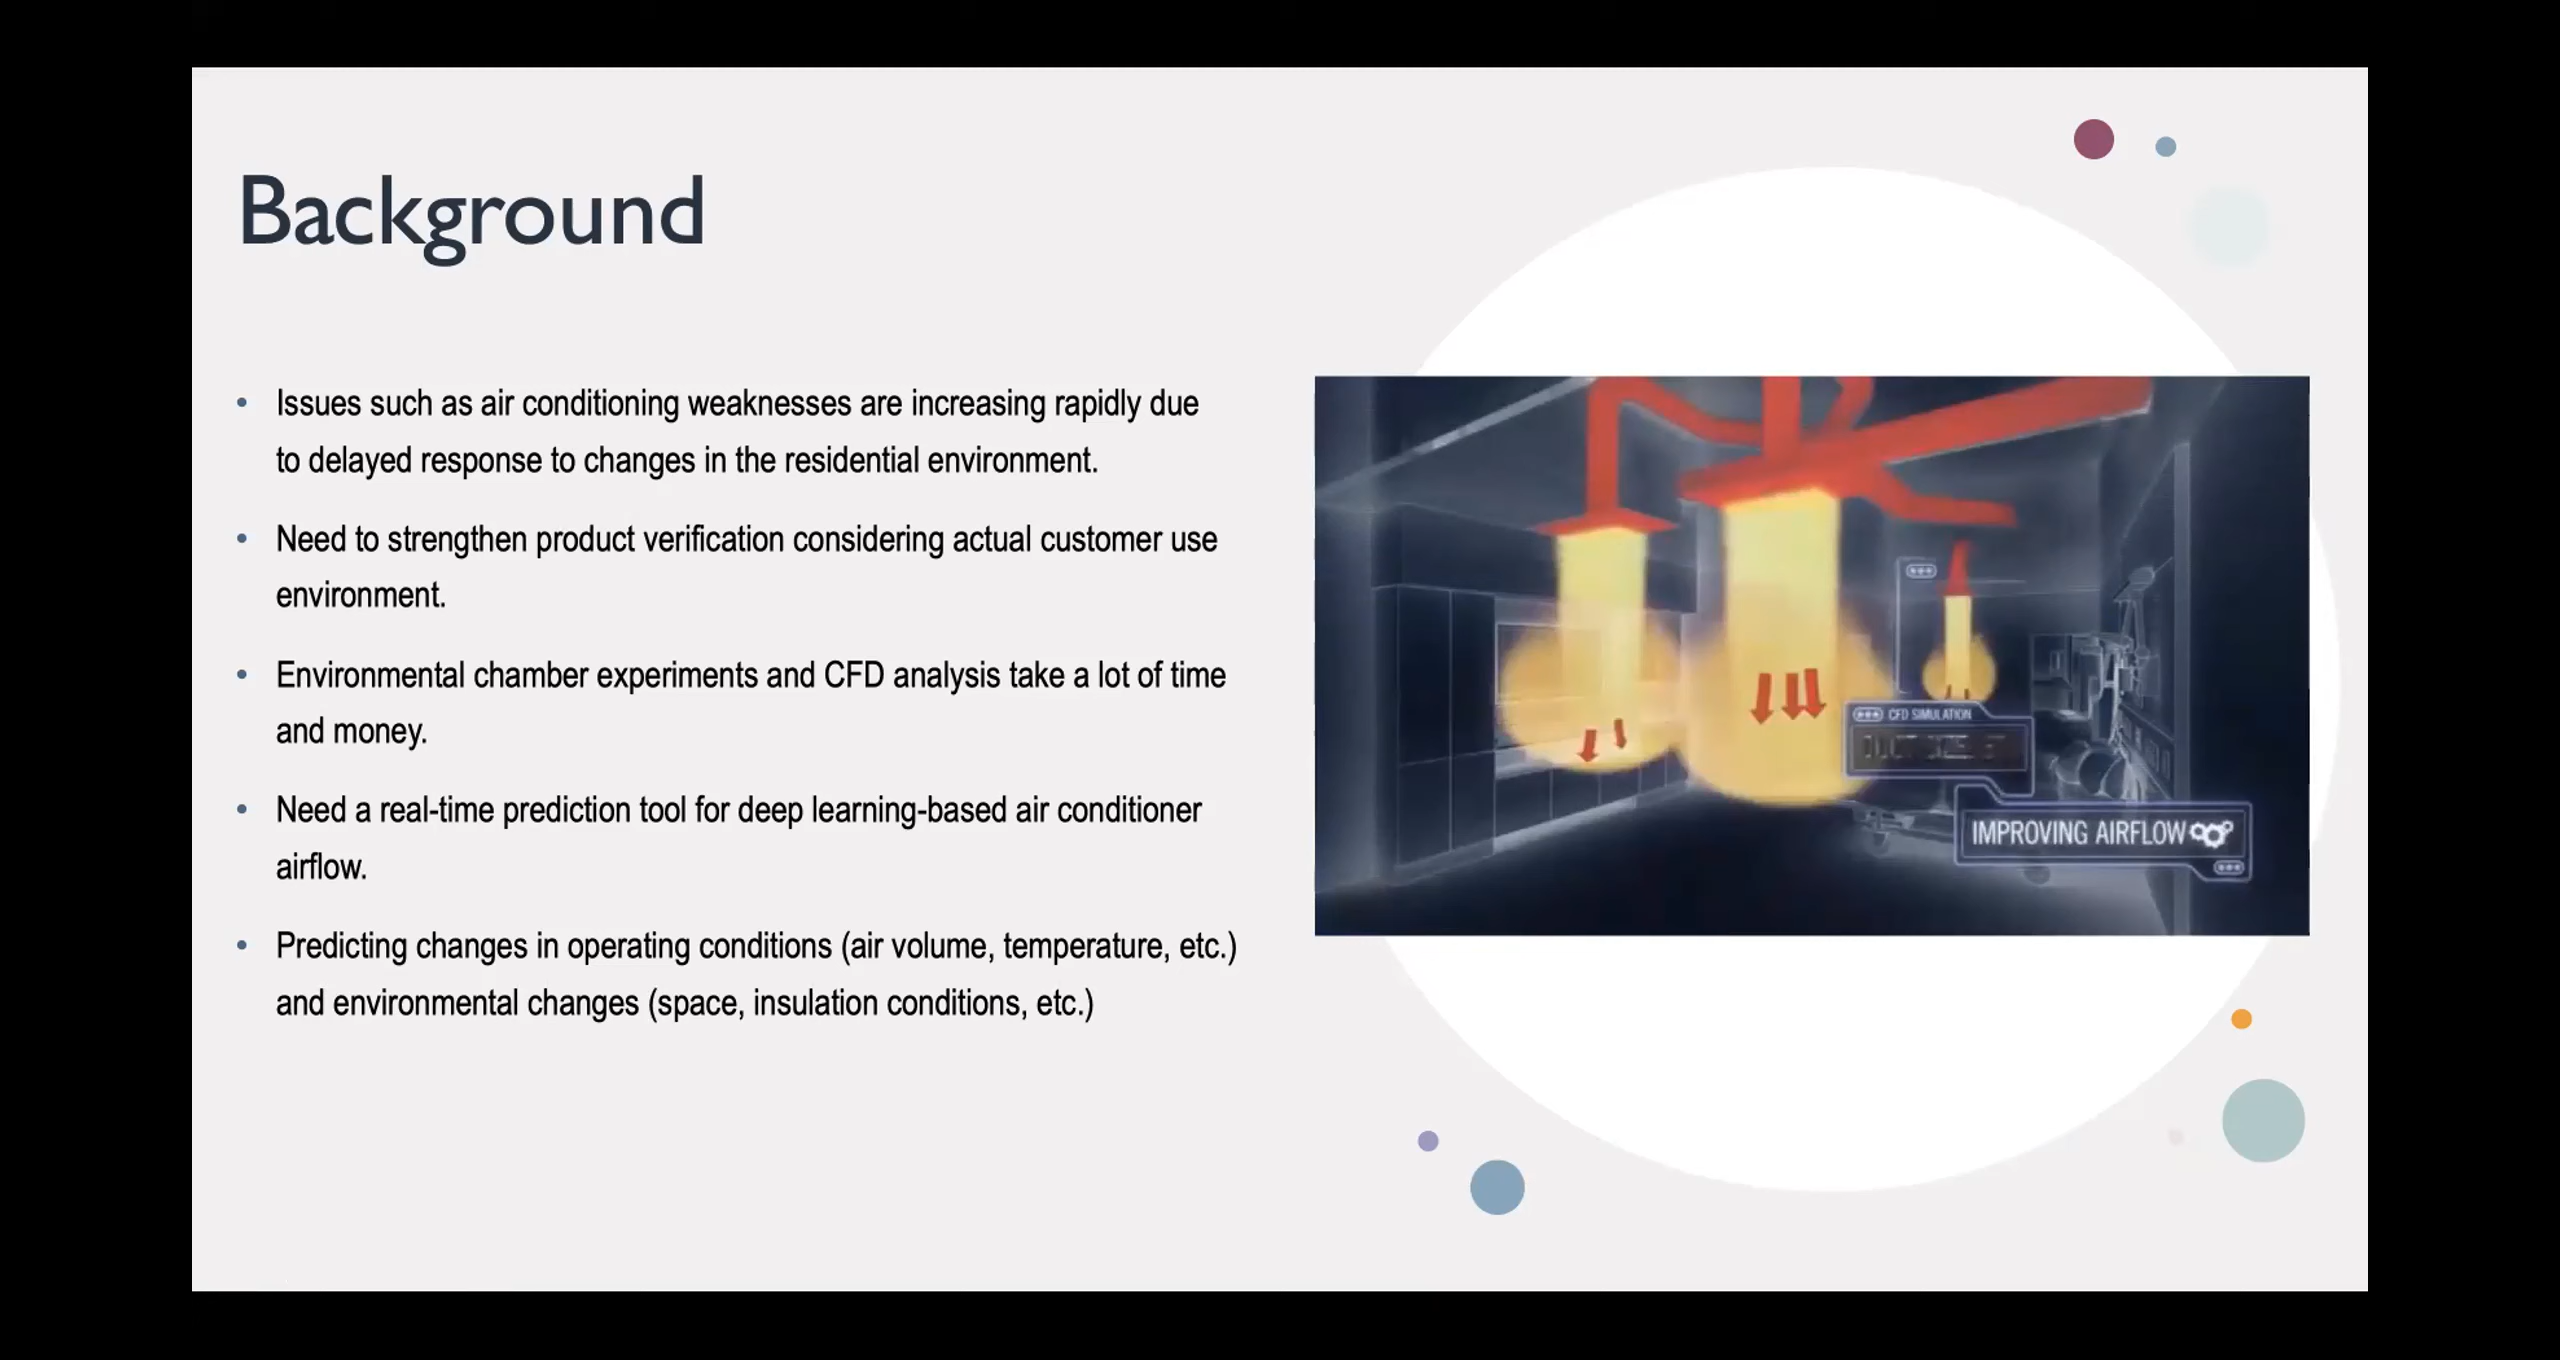 Background
• Issues such as air conditioning weaknesses are increasing rapidly due
to delayed response to changes in the residential environment.
• Need to strengthen product verification considering actual customer use
environment.
• Environmental chamber experiments and CFD analysis take a lot of time
and money.
• Need a real-time prediction tool for deep learning-based air conditioner
airflow.
• Predicting changes in operating conditions (air volume, temperature, etc.)
and environmental changes (space, insulation conditions, etc.)
CFD SIMULATION
IMPROVING AIRFLOW